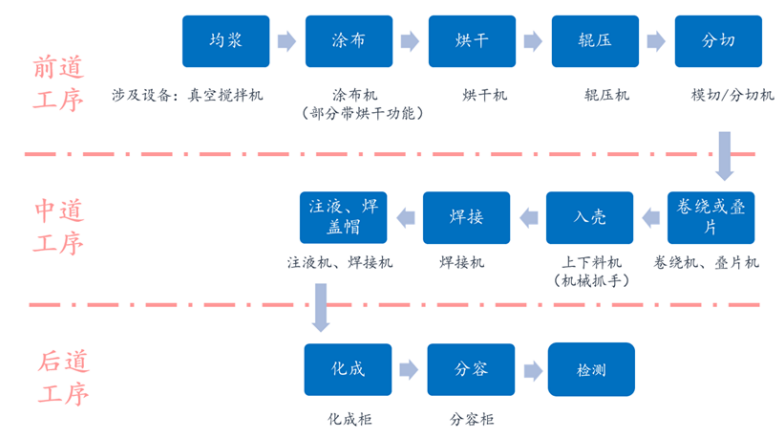 均浆
涂布
烘干
辊压
分切
前道
工序
涉及设备：真空搅拌机
涂布机
（部分带烘干功能）
烘干机
辊压机
模切/分切机
中道
工序
注液、焊
盖帽
焊接
入壳
卷绕或叠
片
注液机、焊接机
焊接机
上下料机
（机械抓手）
卷绕机、叠片机
后道
工序
化成
分容
检测
化成柜
分容柜